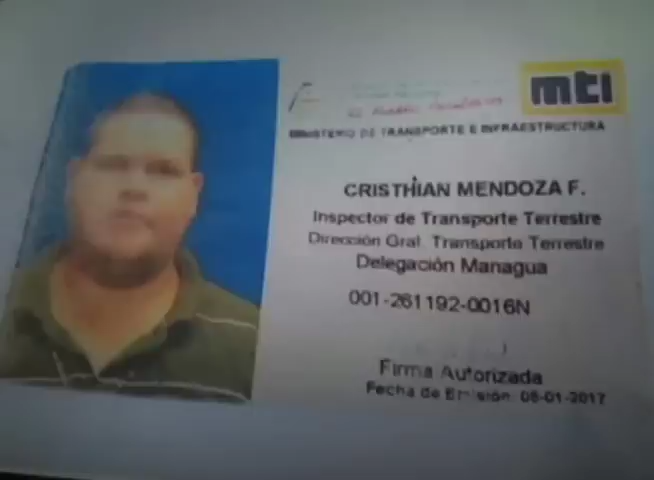 mti
MINISTERIO DE TRANSPORTE E INFRAESTRUCTURA
CRISTHIAN MENDOZA F.
Inspector de Transporte Terrestre
Dirección Gral. Transporte Terrestre
Delegación Managua
001-261192-0016N
Firma Autorizada
Fecha de Emisión: 06-01-2017